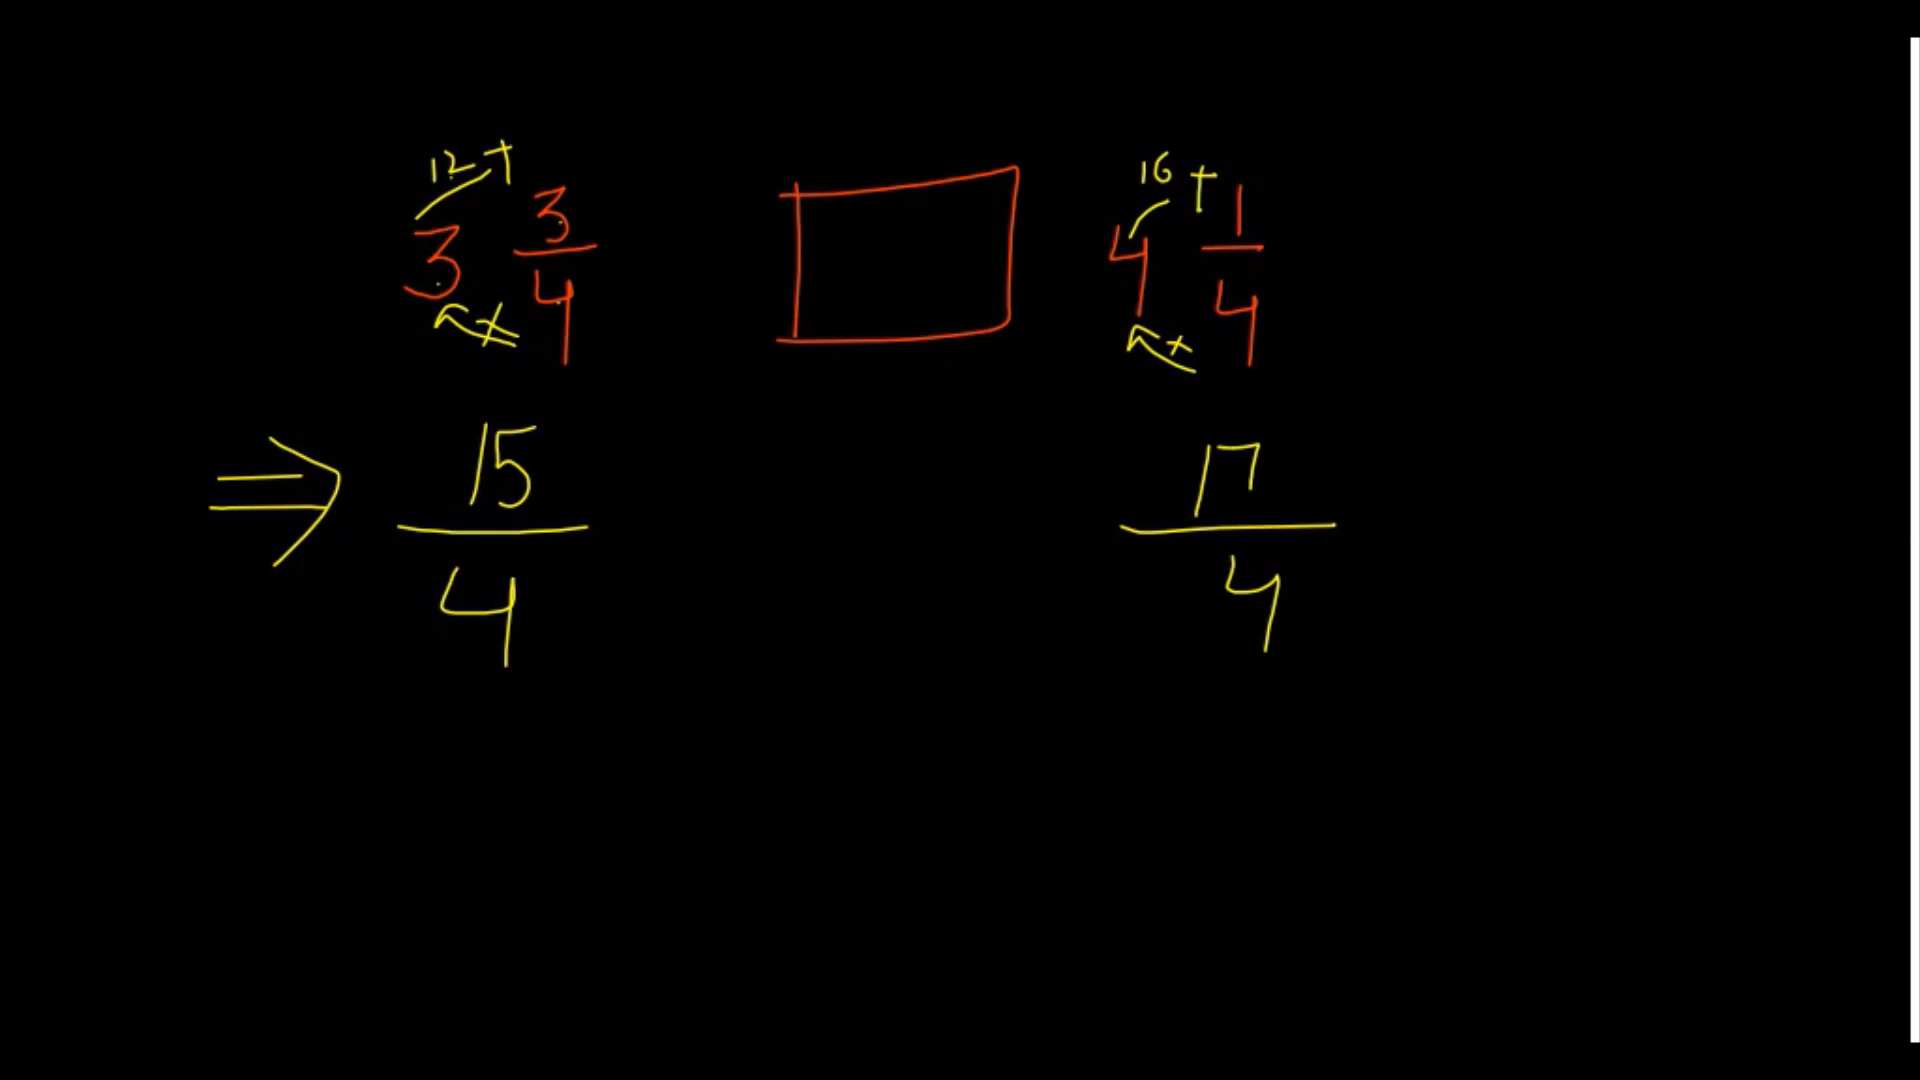 12 + 16 +
3 3/4 □ 4 1/4
× ×
⇒ 15/4 17/4